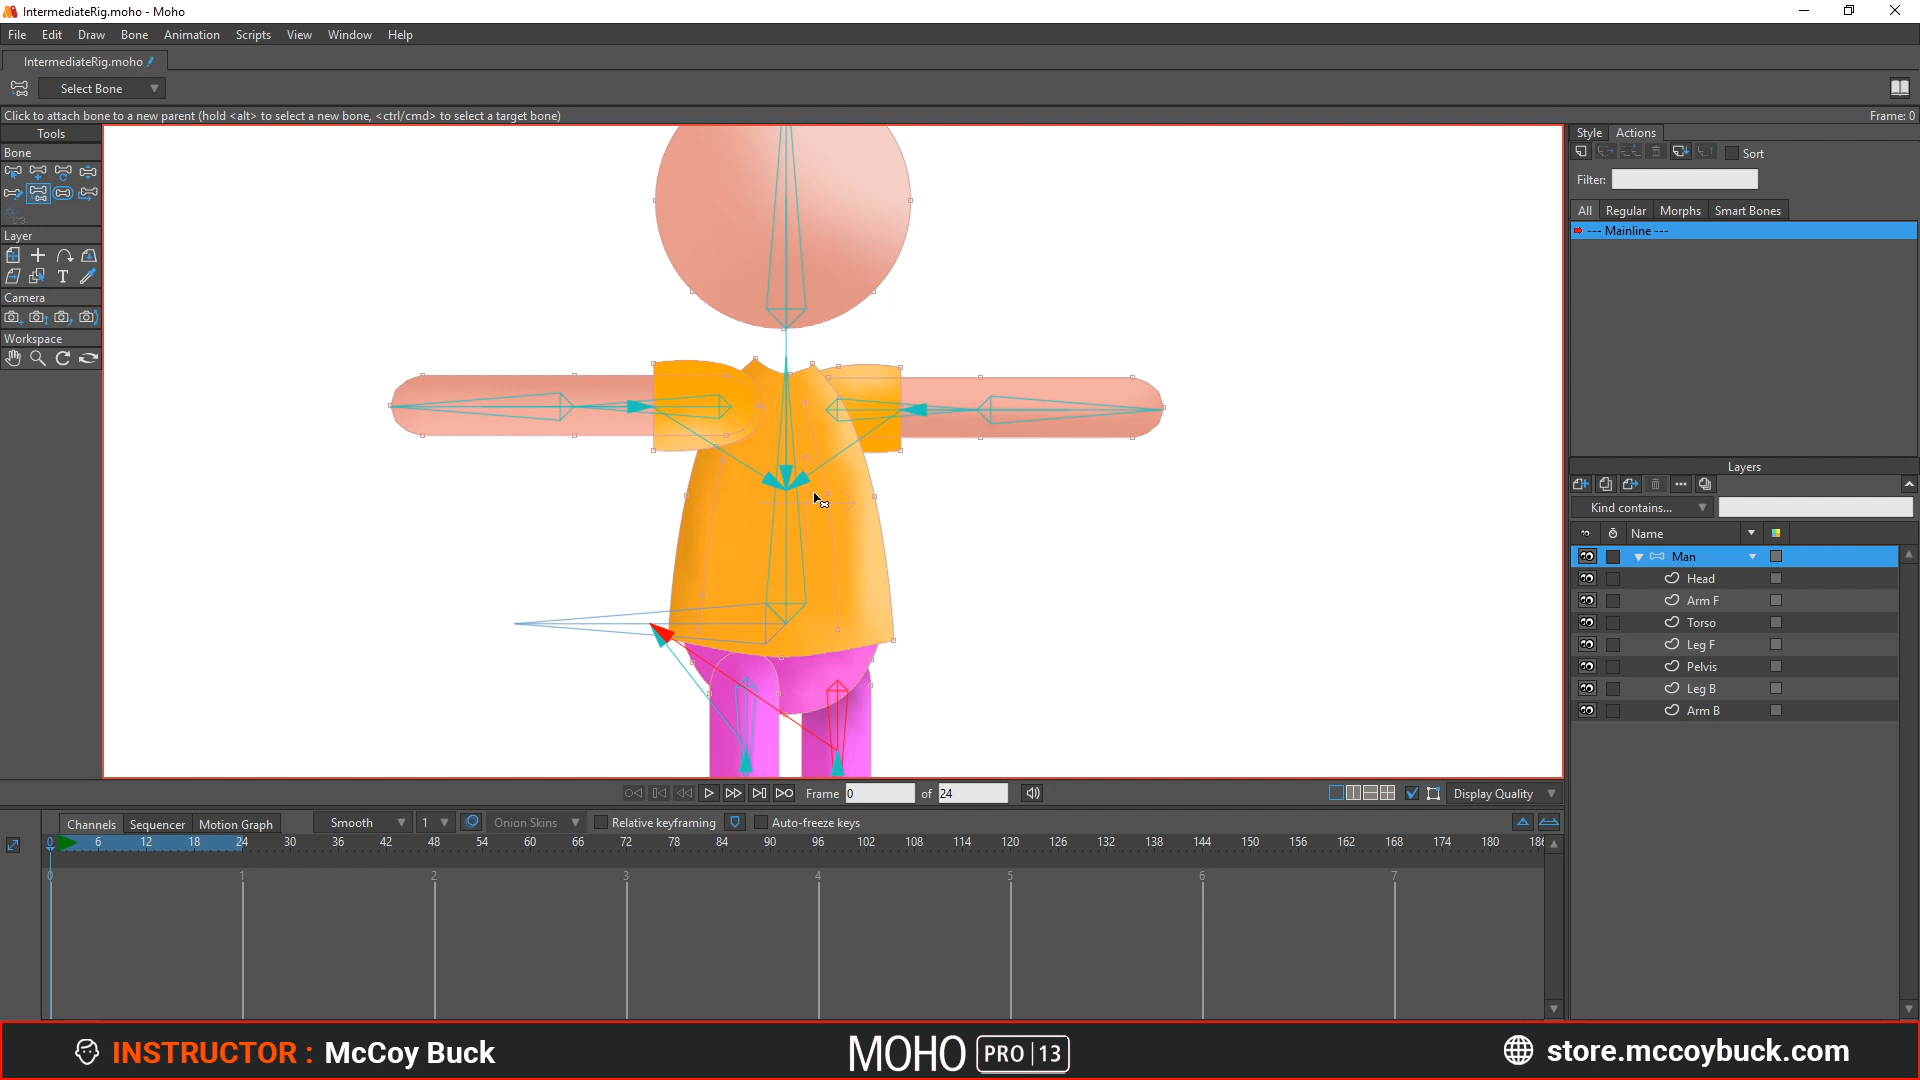 IntermediateRig.moho - Moho
File Edit Draw Bone Animation Scripts View Window Help
IntermediateRig.moho
Select Bone
Click to attach bone to a new parent (hold <alt> to select a new bone, <ctrl/cmd> to select a target bone)
Frame: 0
Tools
Bone
Layer
T
Camera
Workspace
Style Actions
Sort
Filter:
All Regular Morphs Smart Bones
--- Mainline ---
Layers
Kind contains...
Name
Man
Head
Arm F
Torso
Leg F
Pelvis
Leg B
Arm B
Frame 0 of 24
Display Quality
Channels Sequencer Motion Graph Smooth 1 Onion Skins Relative keyframing Auto-freeze keys
0 6 12 18 24 30 36 42 48 54 60 66 72 78 84 90 96 102 108 114 120 126 132 138 144 150 156 162 168 174 180 186
0 1 2 3 4 5 6 7
INSTRUCTOR : McCoy Buck
MOHO PRO | 13
store.mccoybuck.com